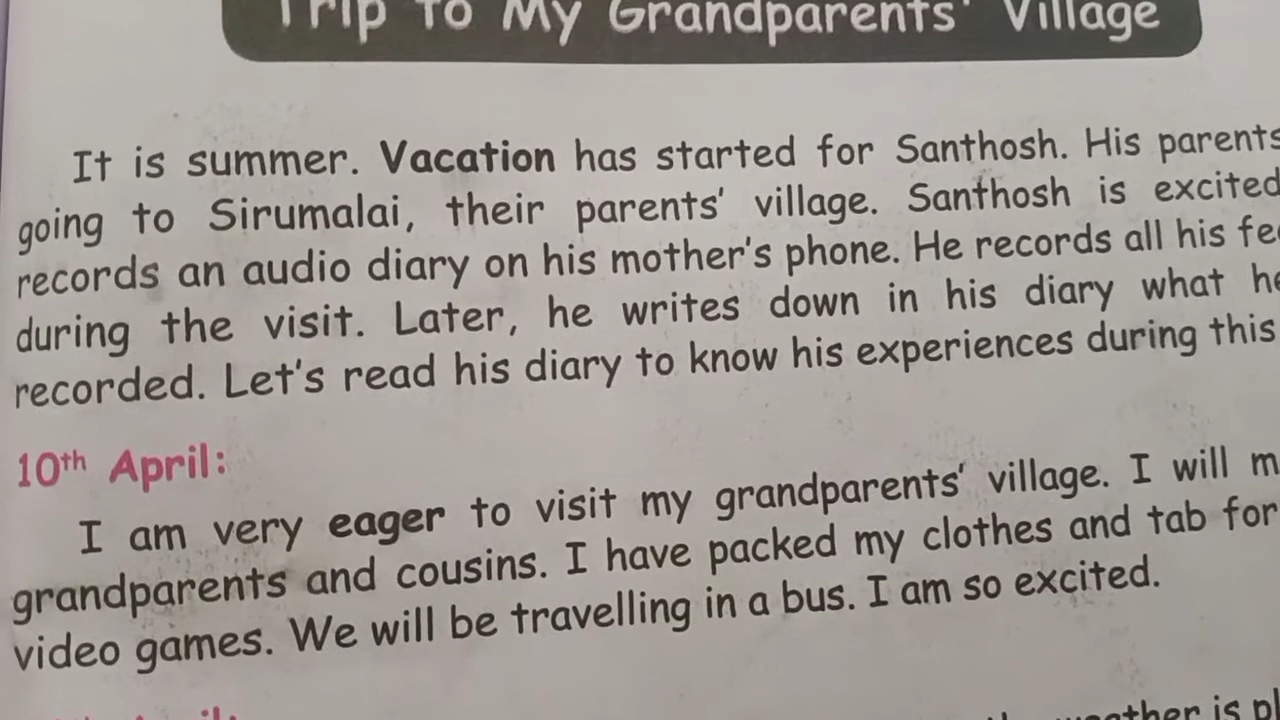 Trip To My Grandparents' Village
It is summer. Vacation has started for Santhosh. His parents
going to Sirumalai, their parents' village. Santhosh is excited
records an audio diary on his mother's phone. He records all his
during the visit. Later, he writes down in his diary what he
recorded. Let's read his diary to know his experiences during this
10th April:
I am very eager to visit my grandparents' village. I will
grandparents and cousins. I have packed my clothes and tab for
video games. We will be travelling in a bus. I am so excited.
is